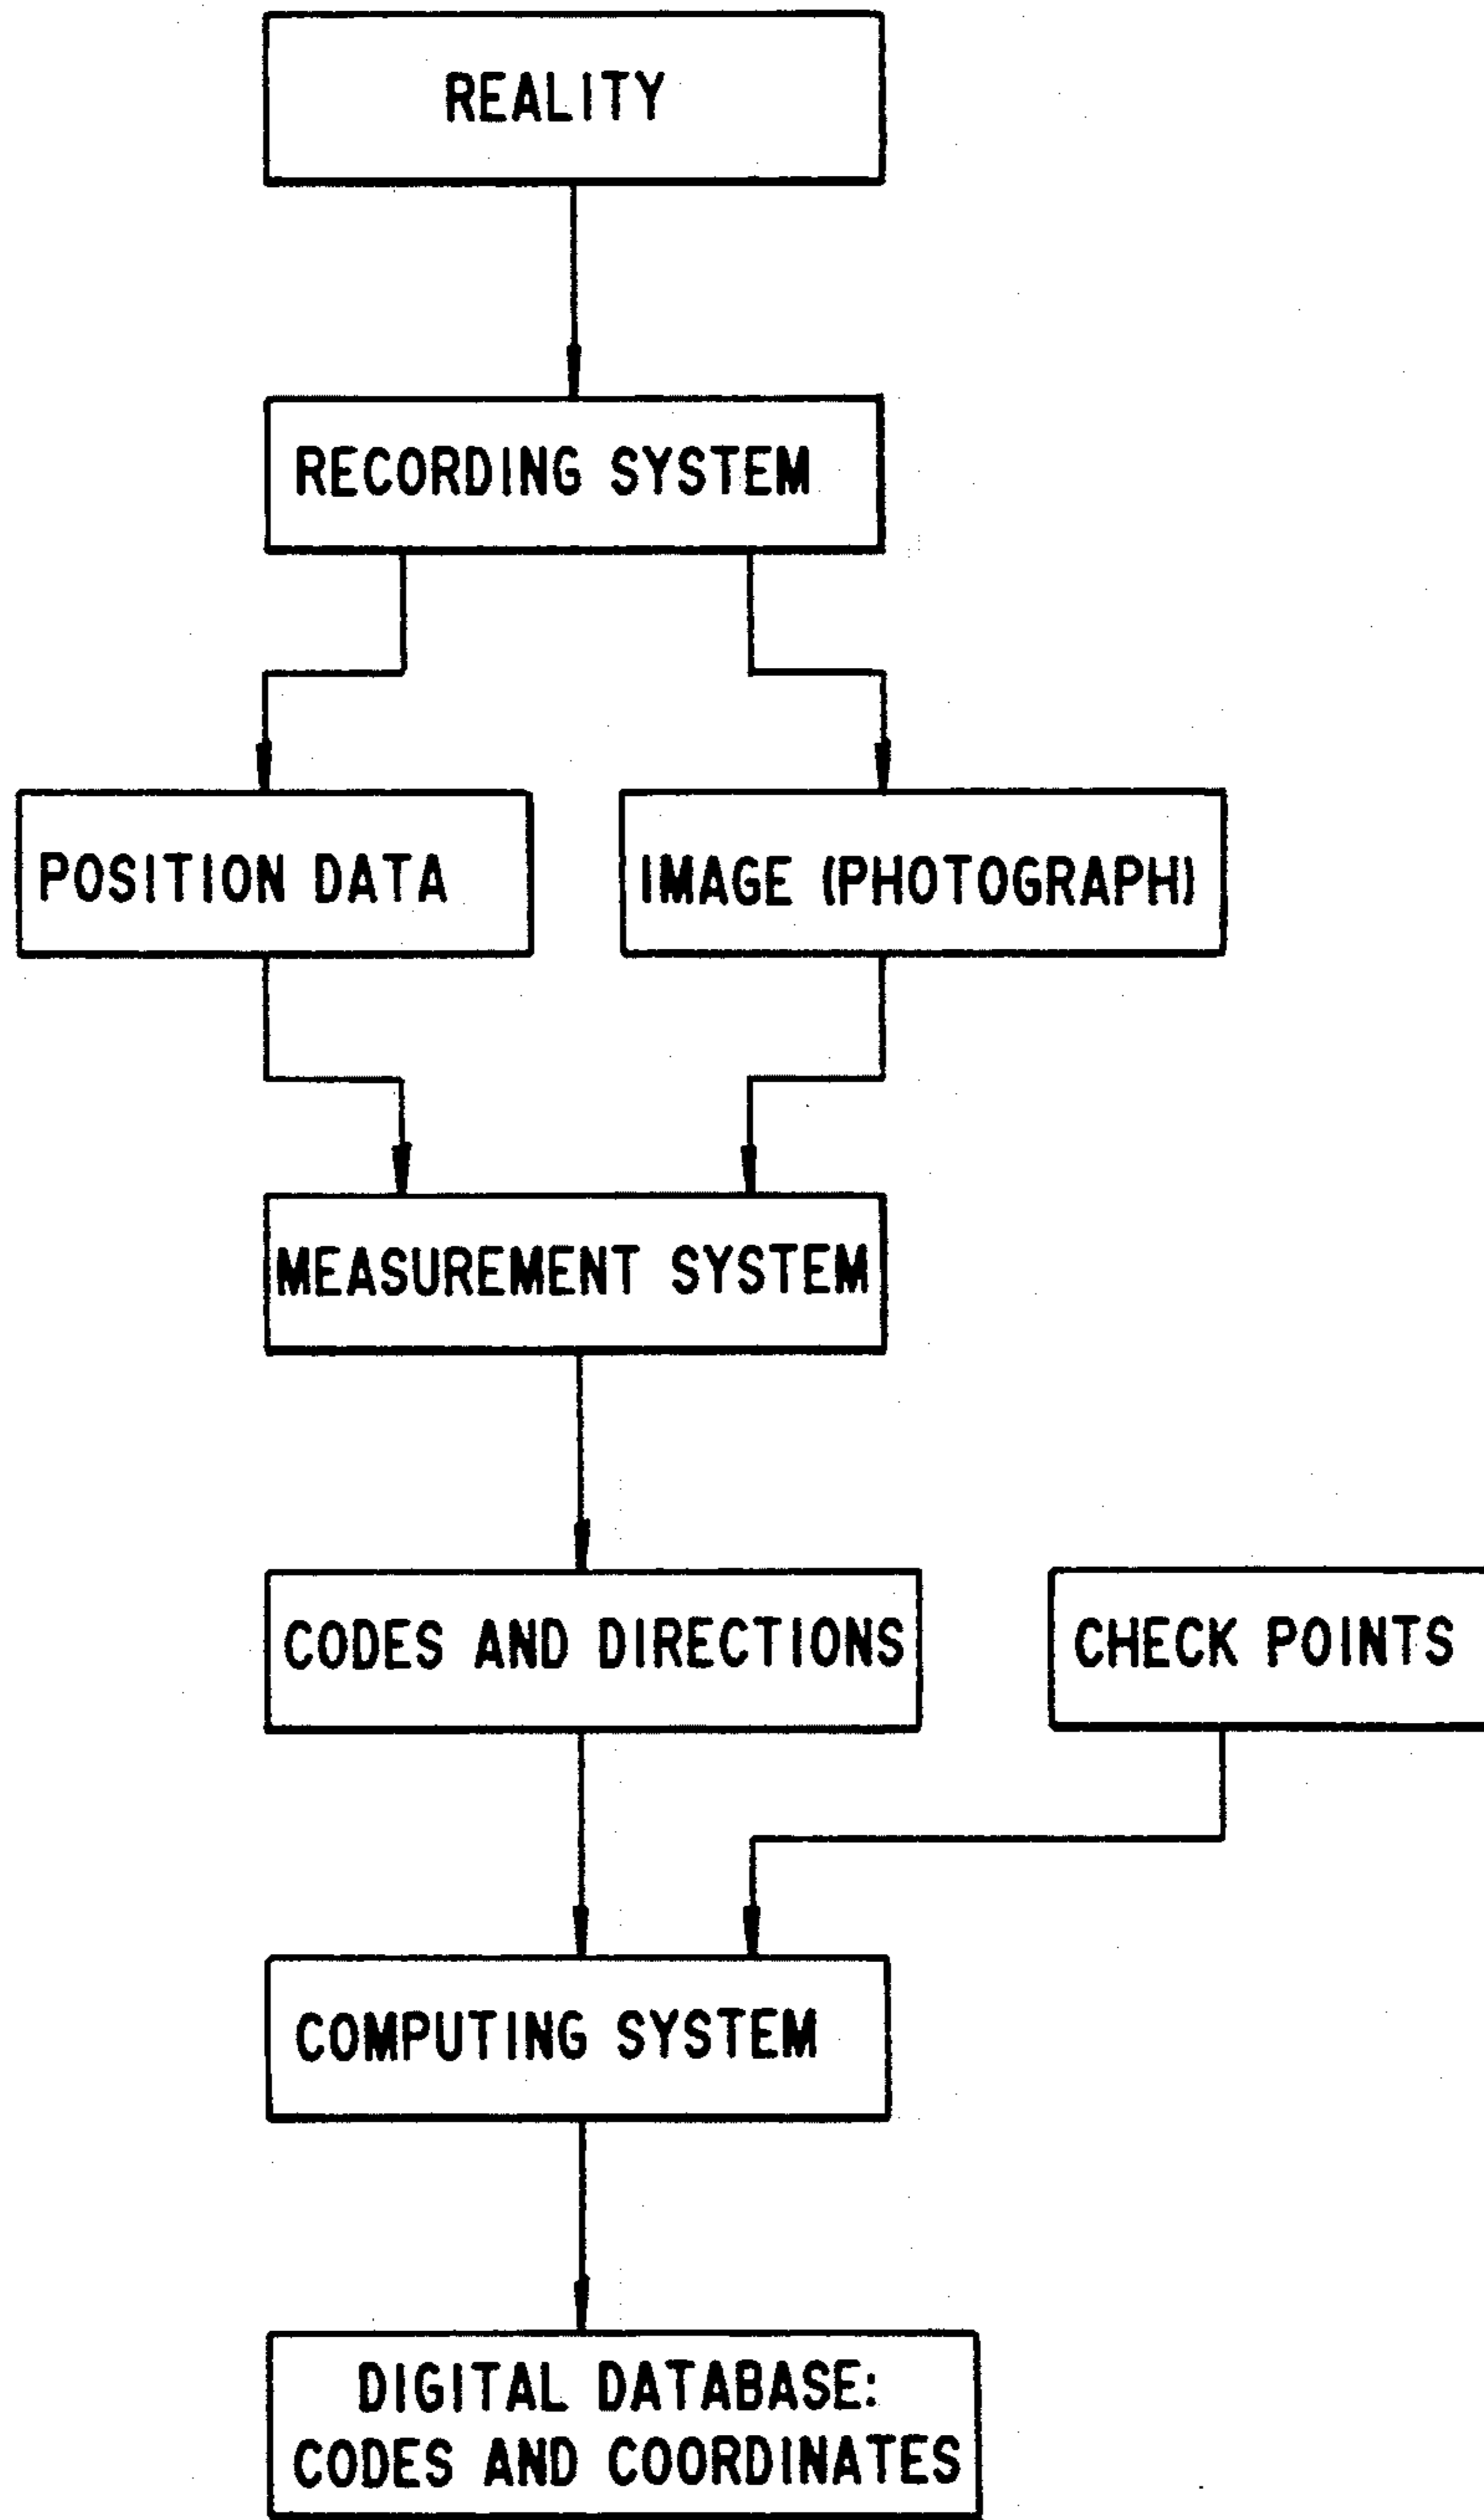 REALITY
RECORDING SYSTEM
POSITION DATA
IMAGE (PHOTOGRAPH)
MEASUREMENT SYSTEM
CODES AND DIRECTIONS
CHECK POINTS
COMPUTING SYSTEM
DIGITAL DATABASE:
CODES AND COORDINATES